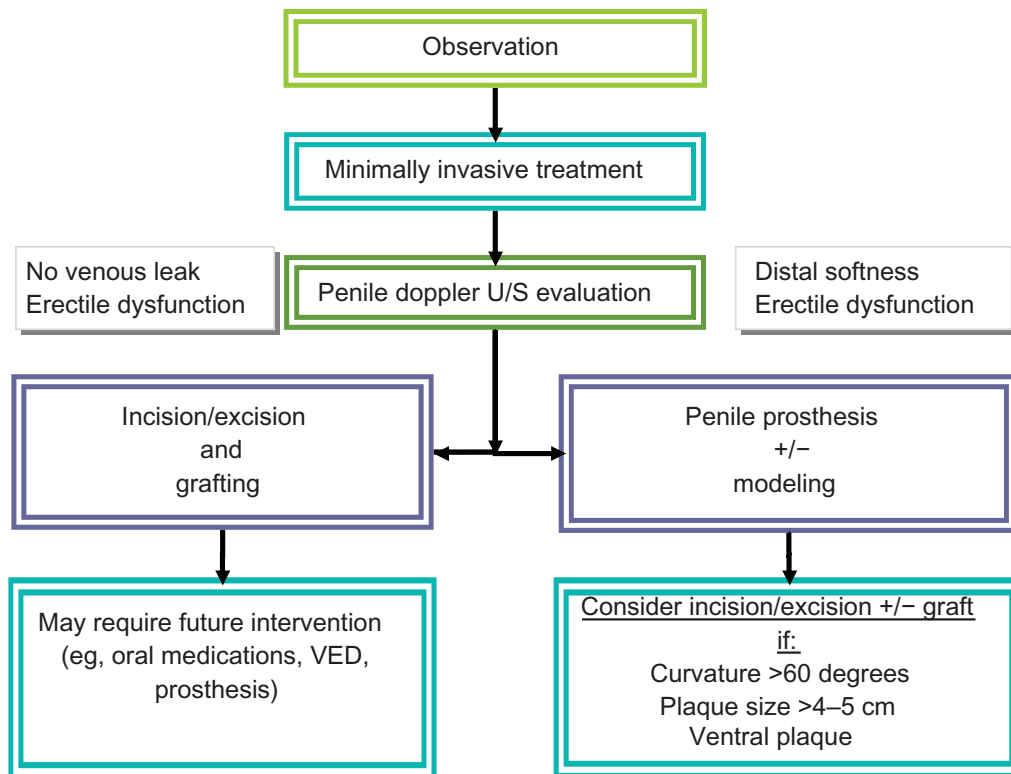 Observation
Minimally invasive treatment
No venous leak
Erectile dysfunction
Penile doppler U/S evaluation
Distal softness
Erectile dysfunction
Incision/excision
and
grafting
Penile prosthesis
+/−
modeling
May require future intervention
(eg, oral medications, VED,
prosthesis)
Consider incision/excision +/− graft
if:
Curvature >60 degrees
Plaque size >4–5 cm
Ventral plaque